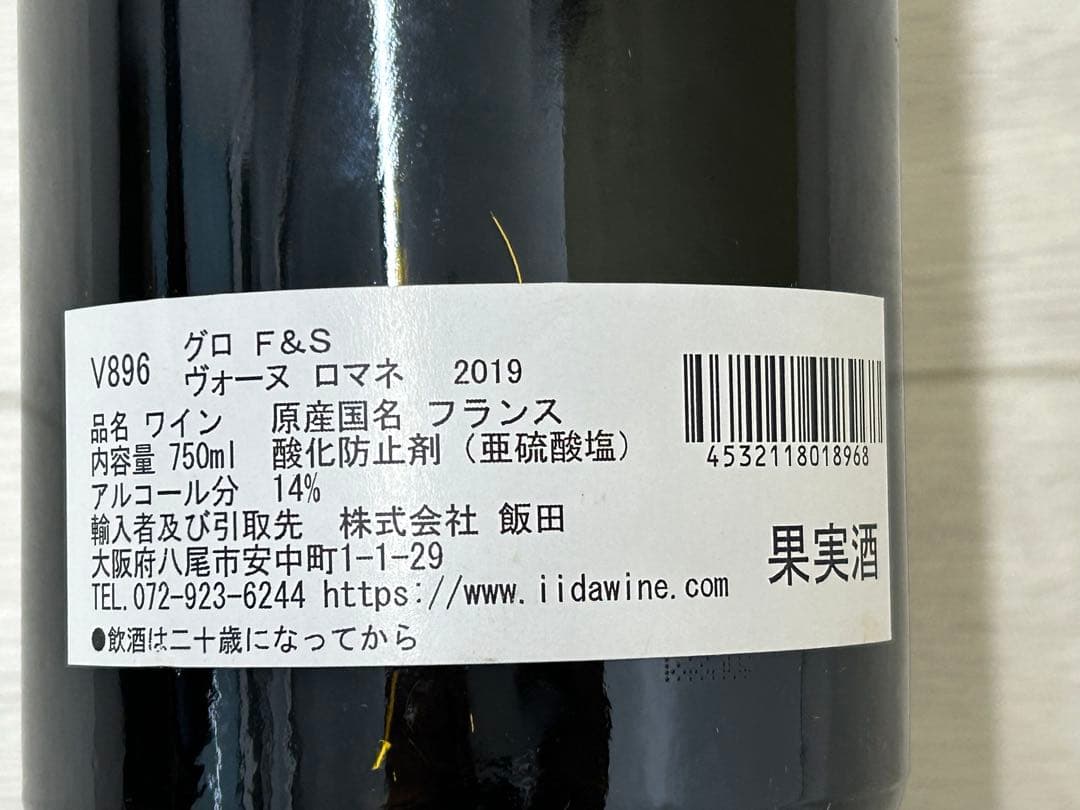 グロ F&S
V896 ヴォーヌ ロマネ 2019
品名 ワイン 原産国名 フランス
内容量 750ml 酸化防止剤（亜硫酸塩）
アルコール分 14%
輸入者及び引取先 株式会社 飯田
大阪府八尾市安中町1-1-29
TEL.072-923-6244 https://www.iidawine.com
●飲酒は二十歳になってから
4532118018968
果実酒